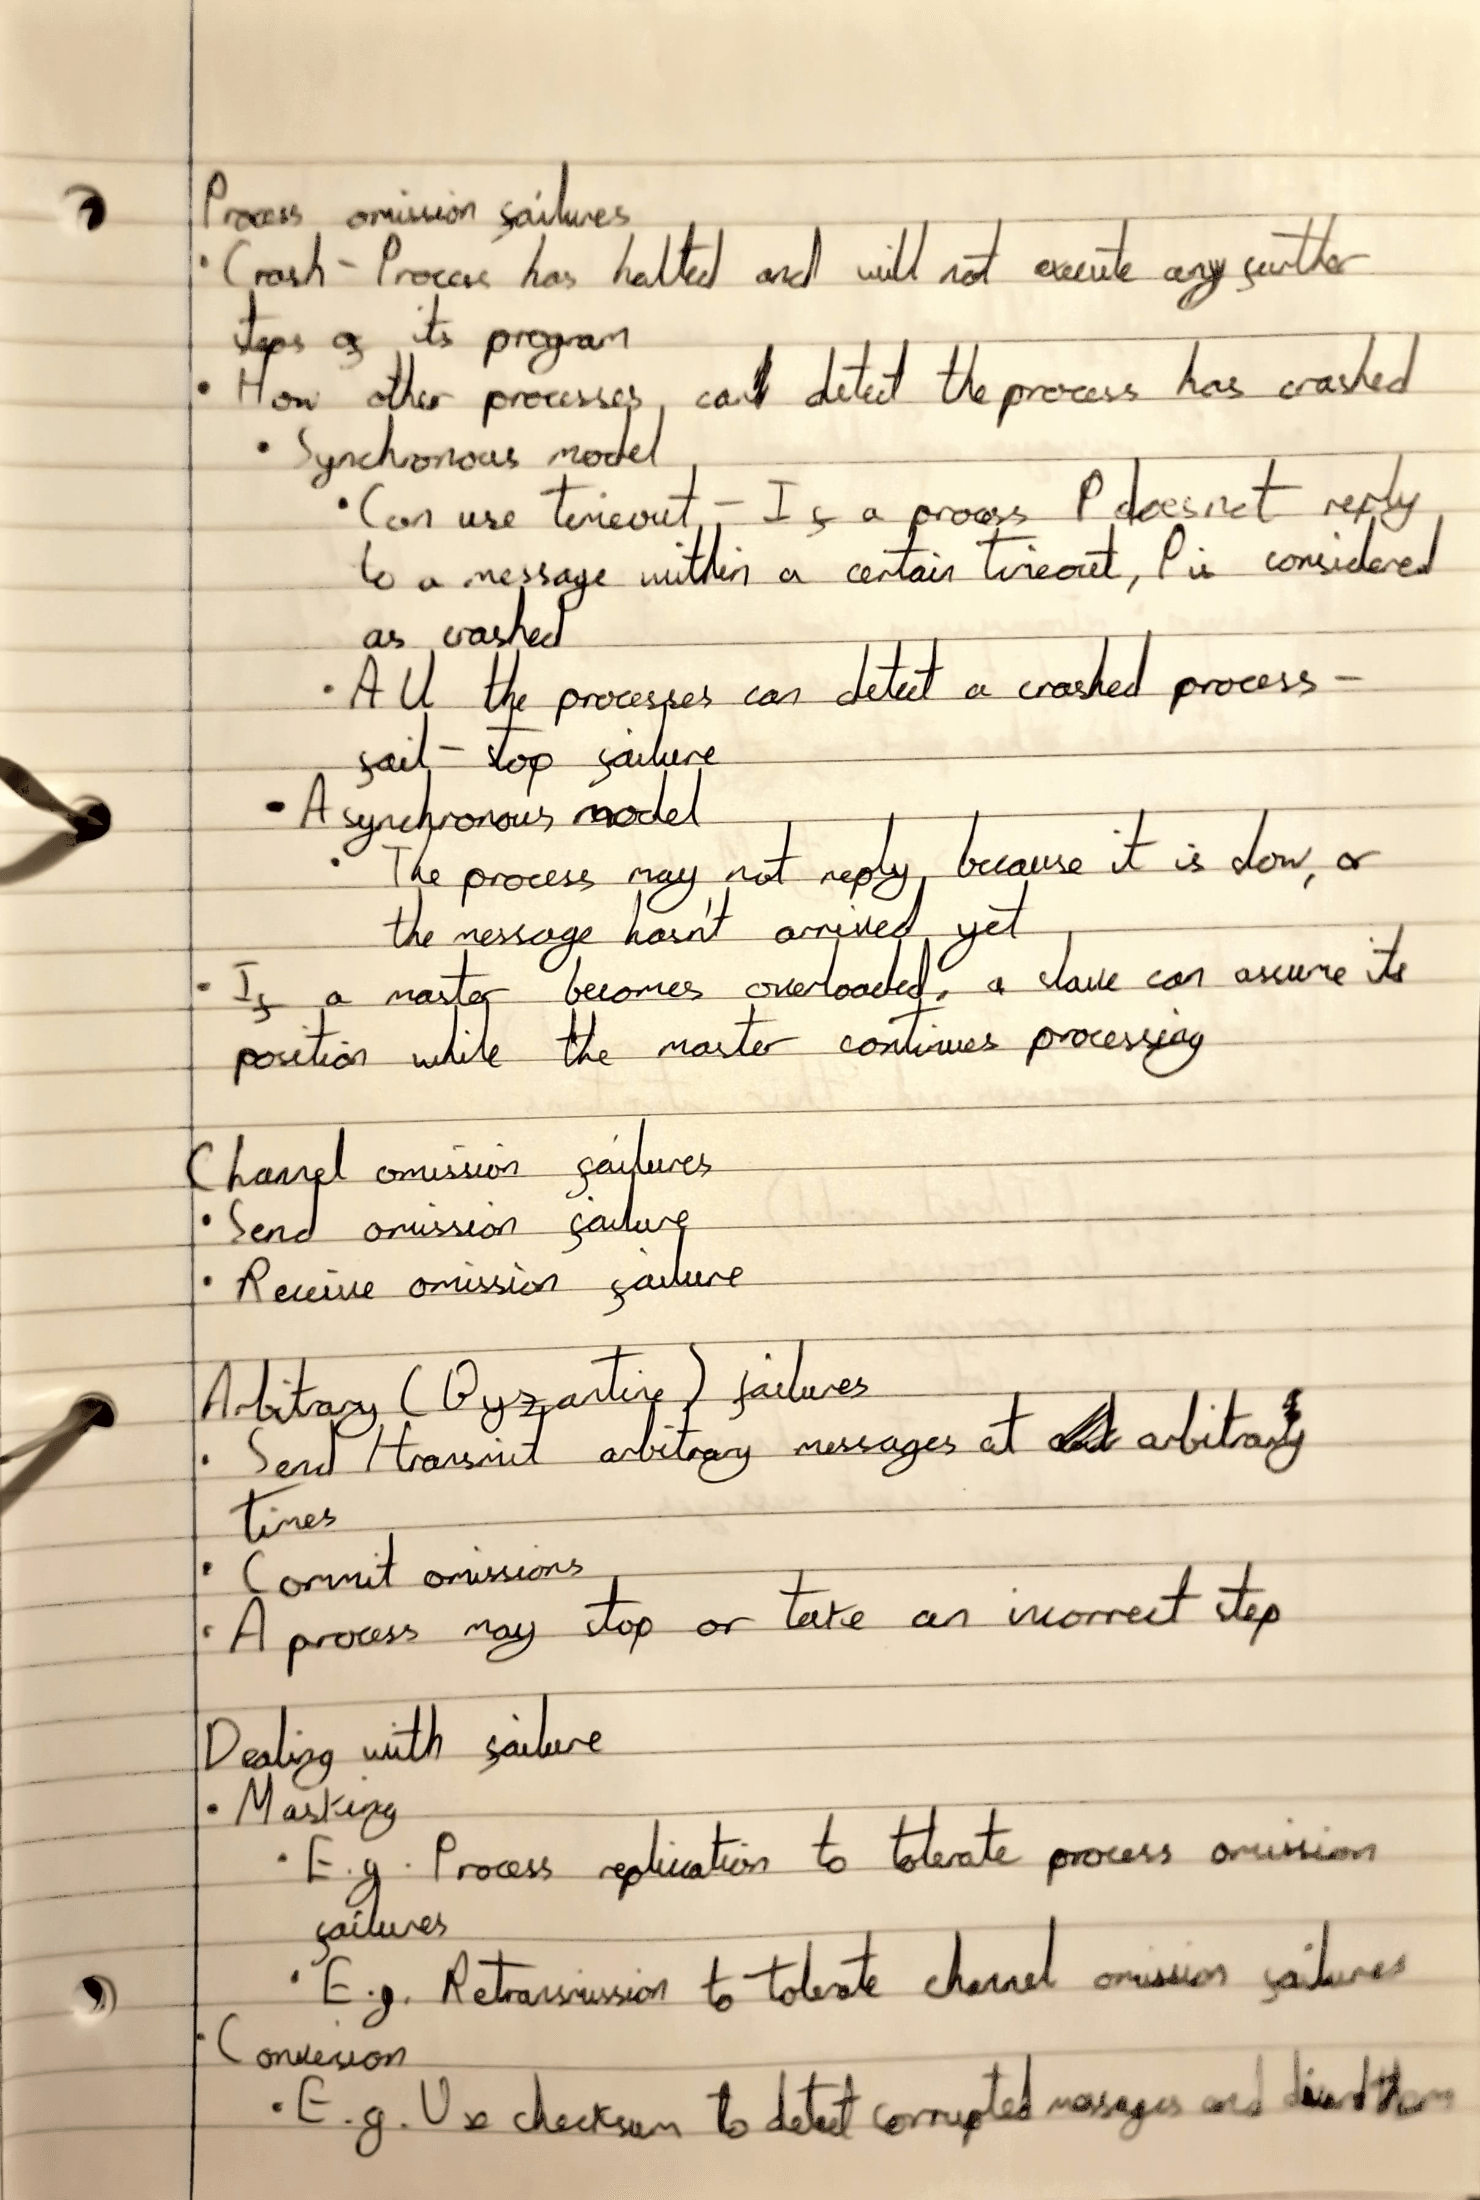 Process omission failures
• Crash - Process has halted and will not execute any further
steps of its program
• How other processes can detect the process has crashed
• Synchronous model
• Can use timeout - If a process P does not reply
to a message within a certain timeout, P is considered
as crashed
• All the processes can detect a crashed process -
fail-stop failure
• Asynchronous model
• The process may not reply because it is slow, or
the message hasn't arrived yet
• If a master becomes overloaded, a slave can assume its
position while the master continues processing
Channel omission failures
• Send omission failure
• Receive omission failure
Arbitrary (Byzantine) failures
• Send/transmit arbitrary messages at arbitrary
times
• Commit omissions
• A process may stop or take an incorrect step
Dealing with failure
• Masking
• E.g. Process replication to tolerate process omission
failures
• E.g. Retransmission to tolerate channel omission failures
• Conversion
• E.g. Use checksum to detect corrupted messages and discard them